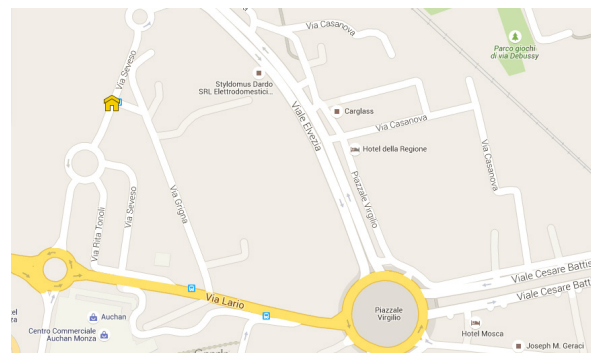 Via Casanova
Parco giochi
di via Debussy
Via Seveso
Styldomus Dardo
SRL Elettrodomestici...
Viale Elvezia
Carglass
Via Casanova
Hotel della Regione
Via Casanova
Via Grigna
Via Seveso
Via Rita Tonoli
Piazzale Virgilio
Viale Cesare Battis
Viale Cesare Batt
Via Lario
Piazzale
Virgilio
Auchan
Centro Commerciale
Auchan Monza
Hotel Mosca
Joseph M. Geraci